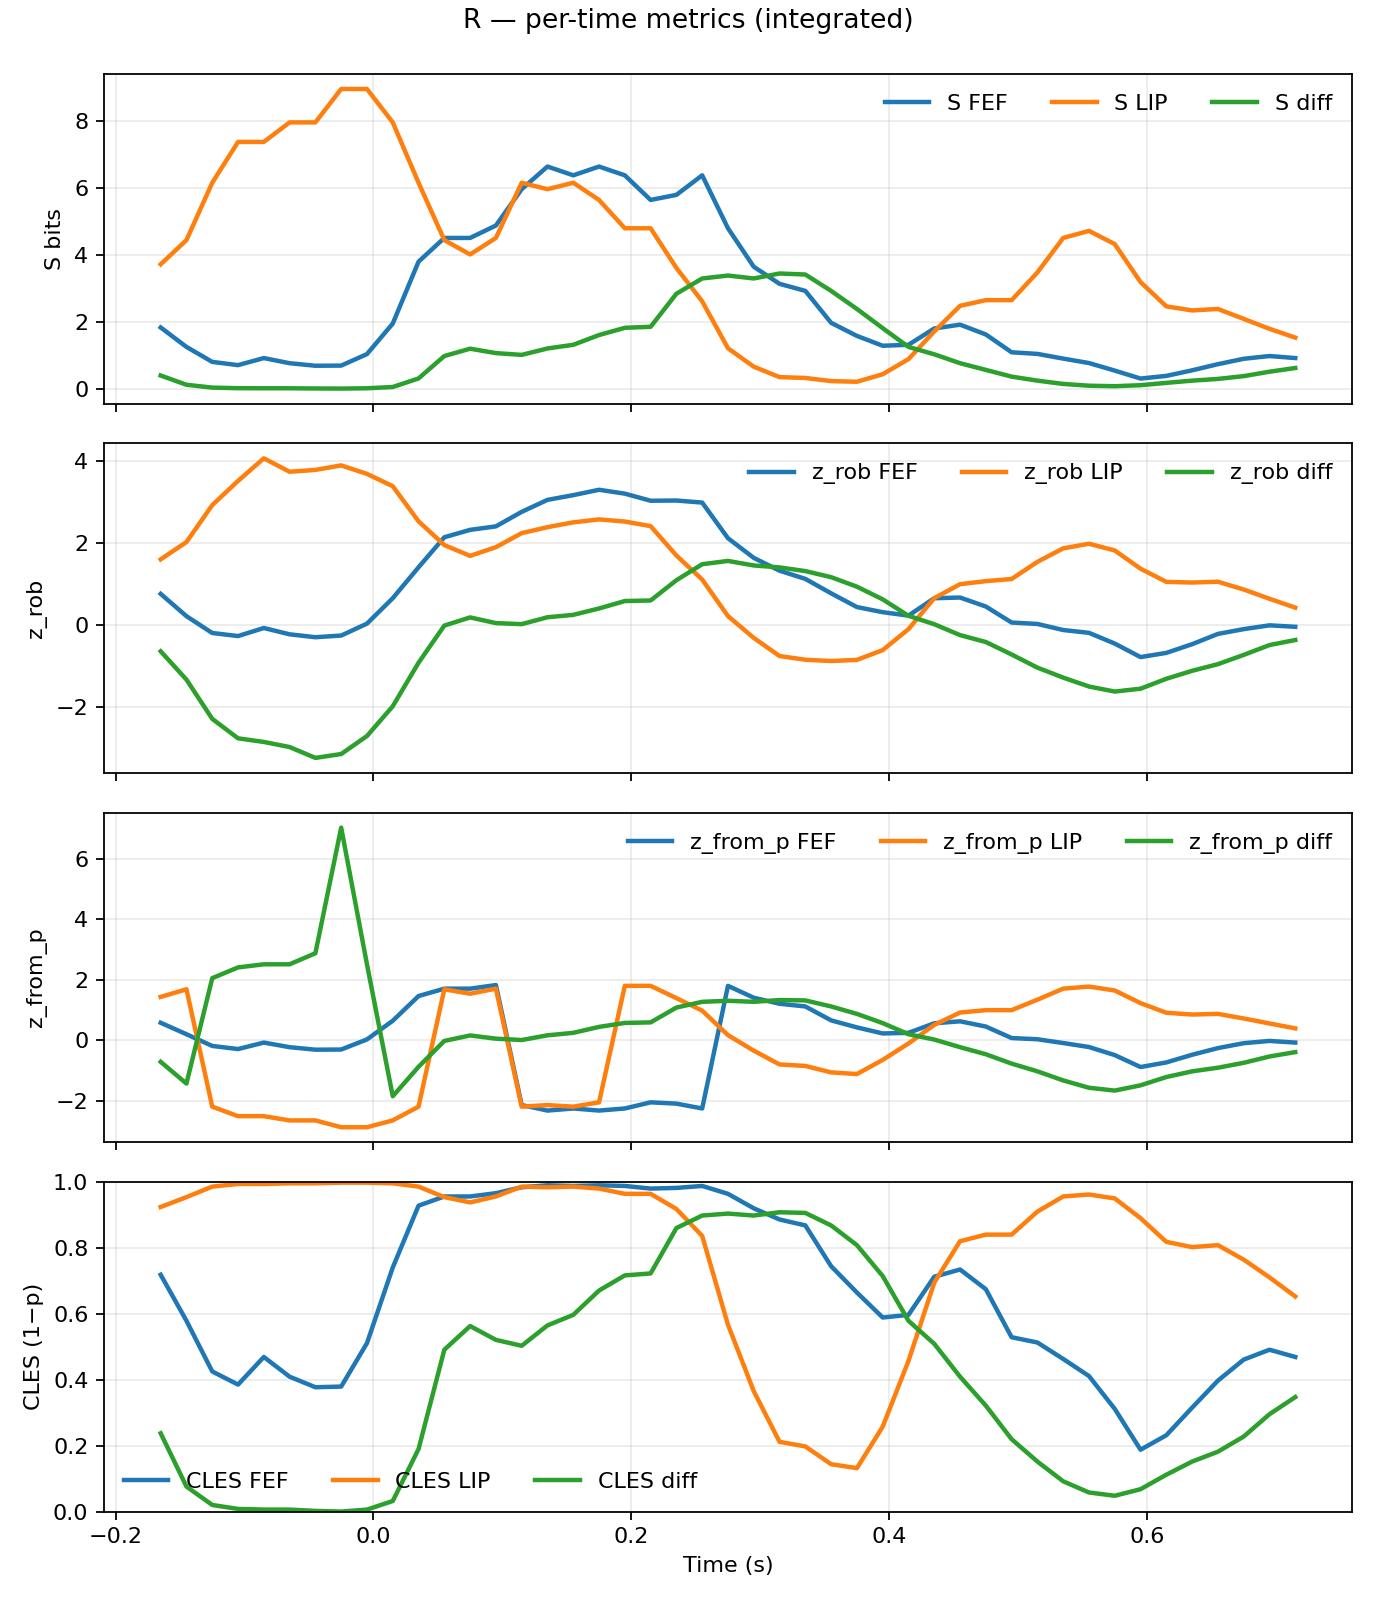 R — per-time metrics (integrated)
S FEF S LIP S diff
8
6
4
2
0
S bits
z_rob FEF z_rob LIP z_rob diff
4
2
0
−2
z_rob
z_from_p FEF z_from_p LIP z_from_p diff
6
4
2
0
−2
z_from_p
1.0
0.8
0.6
0.4
0.2
0.0
CLES (1−p)
CLES FEF CLES LIP CLES diff
−0.2 0.0 0.2 0.4 0.6
Time (s)